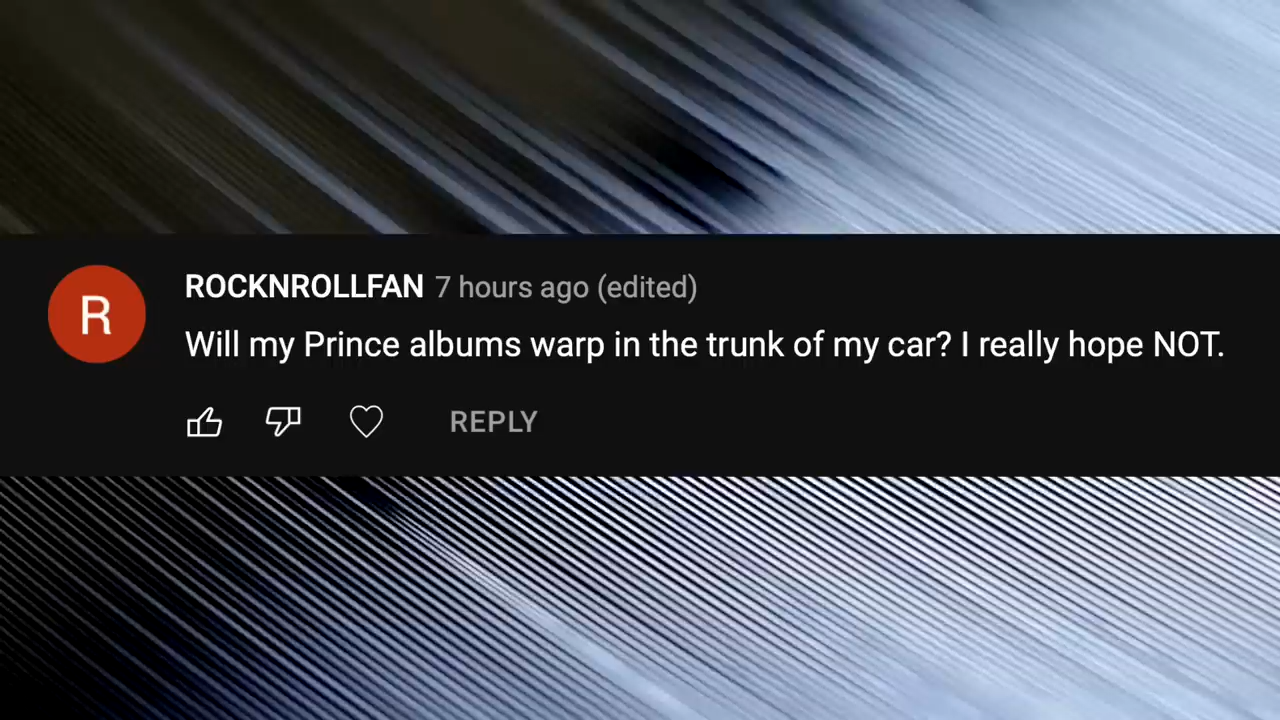 R
ROCKNROLLFAN 7 hours ago (edited)
Will my Prince albums warp in the trunk of my car? I really hope NOT.
REPLY